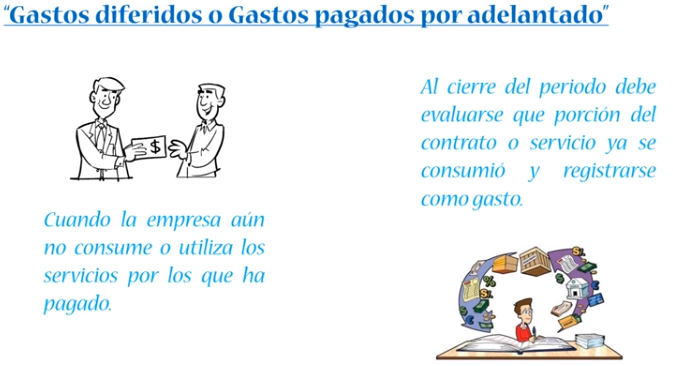 “Gastos diferidos o Gastos pagados por adelantado”
Al cierre del periodo debe
evaluarse que porción del
contrato o servicio ya se
consumió y registrarse
como gasto.
$
Cuando la empresa aún
no consume o utiliza los
servicios por los que ha
pagado.